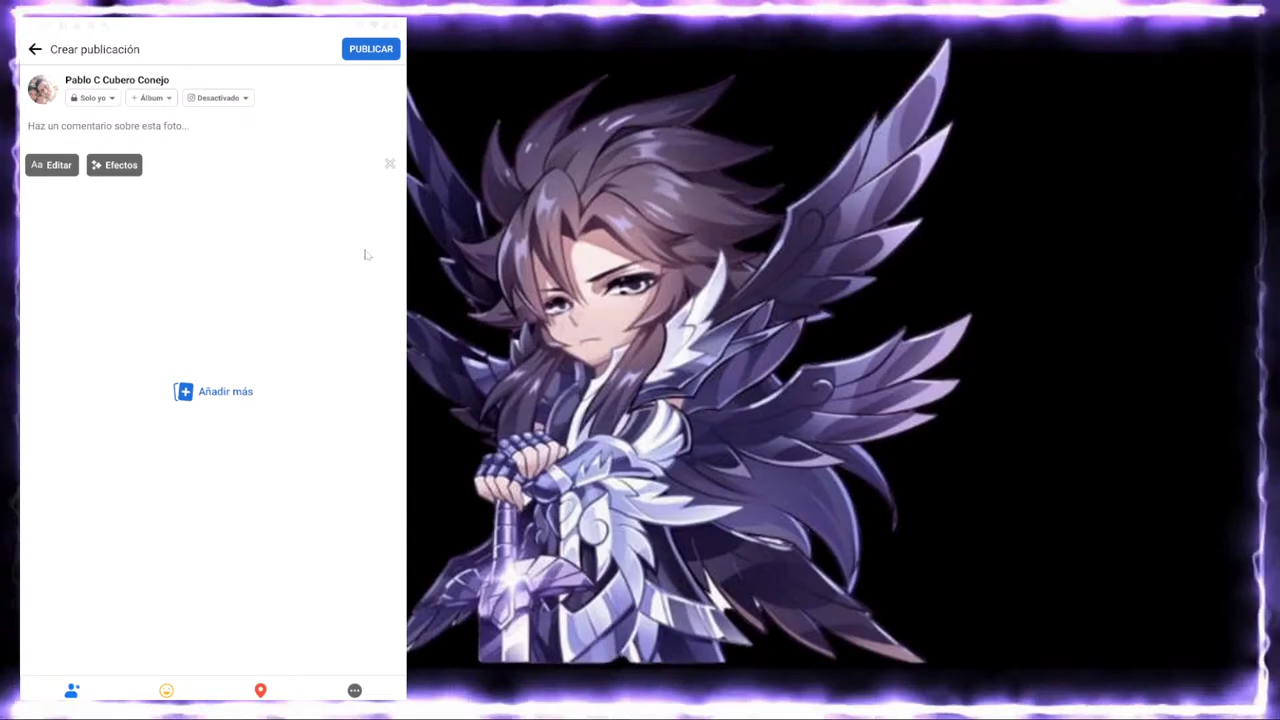 Crear publicación
PUBLICAR
Pablo C Cubero Conejo
Solo yo
+ Álbum
Desactivado
Haz un comentario sobre esta foto...
Aa Editar
Efectos
Añadir más